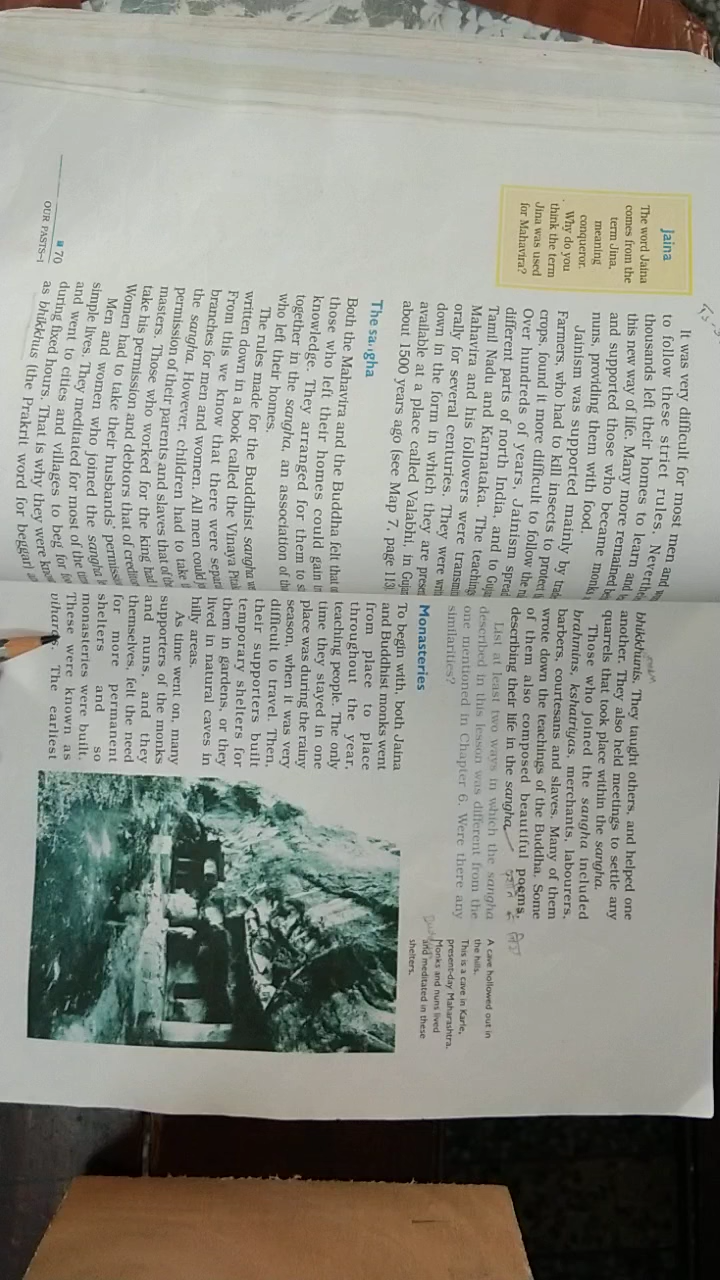 Jaina
The word Jaina
comes from the
term Jina,
meaning
conqueror.
Why do you
think the term
Jina was used
for Mahavira?
It was very difficult for most men and
to follow these strict rules.
thousands left their homes to learn and
this new way of life. Many more remained
and supported those who became monks
nuns, providing them with food.
Jainism was supported mainly by
Farmers, who had to kill insects to protect
crops, found it more difficult to follow the
Over hundreds of years, Jainism spread
different parts of north India, and to
Tamil Nadu and Karnataka. The
Mahavira and his followers were
orally for several centuries. They were
down in the form in which they are
available at a place called Valabhi, in
about 1500 years ago (see Map 7, page
The sangha
Both the Mahavira and the Buddha felt that
those who left their homes could gain
knowledge. They arranged for them to
together in the sangha, an association of
who left their homes.
The rules made for the Buddhist sangha
written down in a book called the Vinaya
From this we know that there were
branches for men and women. All men could
the sangha. However, children had to take
permission of their parents and slaves that of
masters. Those who worked for the king had
take his permission and debtors that of
Women had to take their husbands'
Men and women who joined the sangha
simple lives. They meditated for most of the
and went to cities and villages to beg for
during fixed hours. That is why they were
as bhikkhus (the Prakrit word for beggar)
70
OUR PASTS–I
bhikkhunis. They taught others, and helped one
another. They also held meetings to settle any
quarrels that took place within the sangha.
Those who joined the sangha included
brahmins, kshatriyas, merchants, labourers,
barbers, courtesans and slaves. Many of them
wrote down the teachings of the Buddha. Some
of them also composed beautiful poems,
describing their life in the sangha.
List at least two ways in which the sangha
described in this lesson was different from the
one mentioned in Chapter 6. Were there any
similarities?
Monasteries
To begin with, both Jaina
and Buddhist monks went
from place to place
throughout the year,
teaching people. The only
time they stayed in one
place was during the rainy
season, when it was very
difficult to travel. Then,
their supporters built
temporary shelters for
them in gardens, or they
lived in natural caves in
hilly areas.
As time went on, many
supporters of the monks
and nuns, and they
themselves, felt the need
for more permanent
shelters and so
monasteries were built.
These were known as
The earliest
A cave hollowed out in
the hills.
This is a cave in Karle,
present-day Maharashtra.
Monks and nuns lived
and meditated in these
shelters.